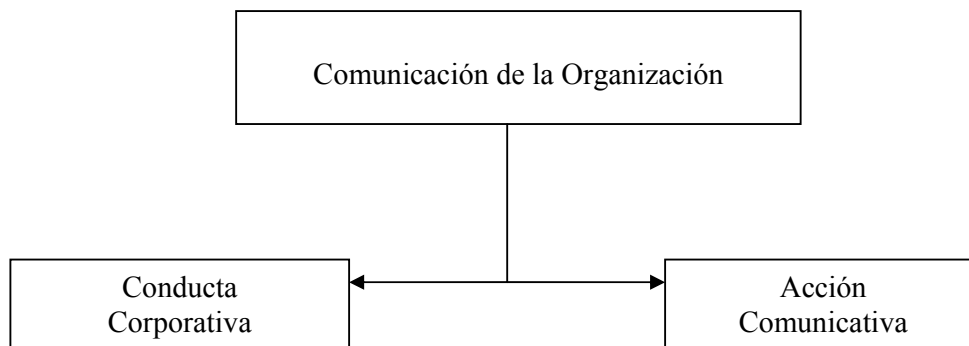 Comunicación de la Organización
Conducta
Corporativa
Acción
Comunicativa